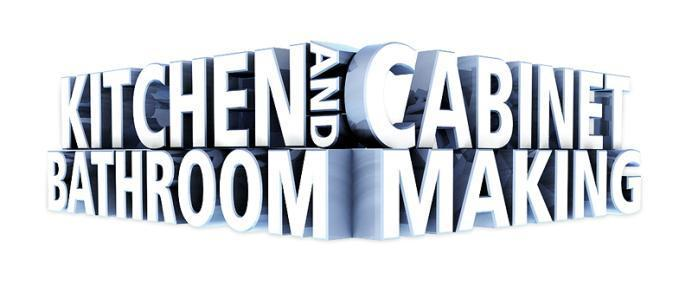 KITCHEN AND CABINET
BATHROOM MAKING